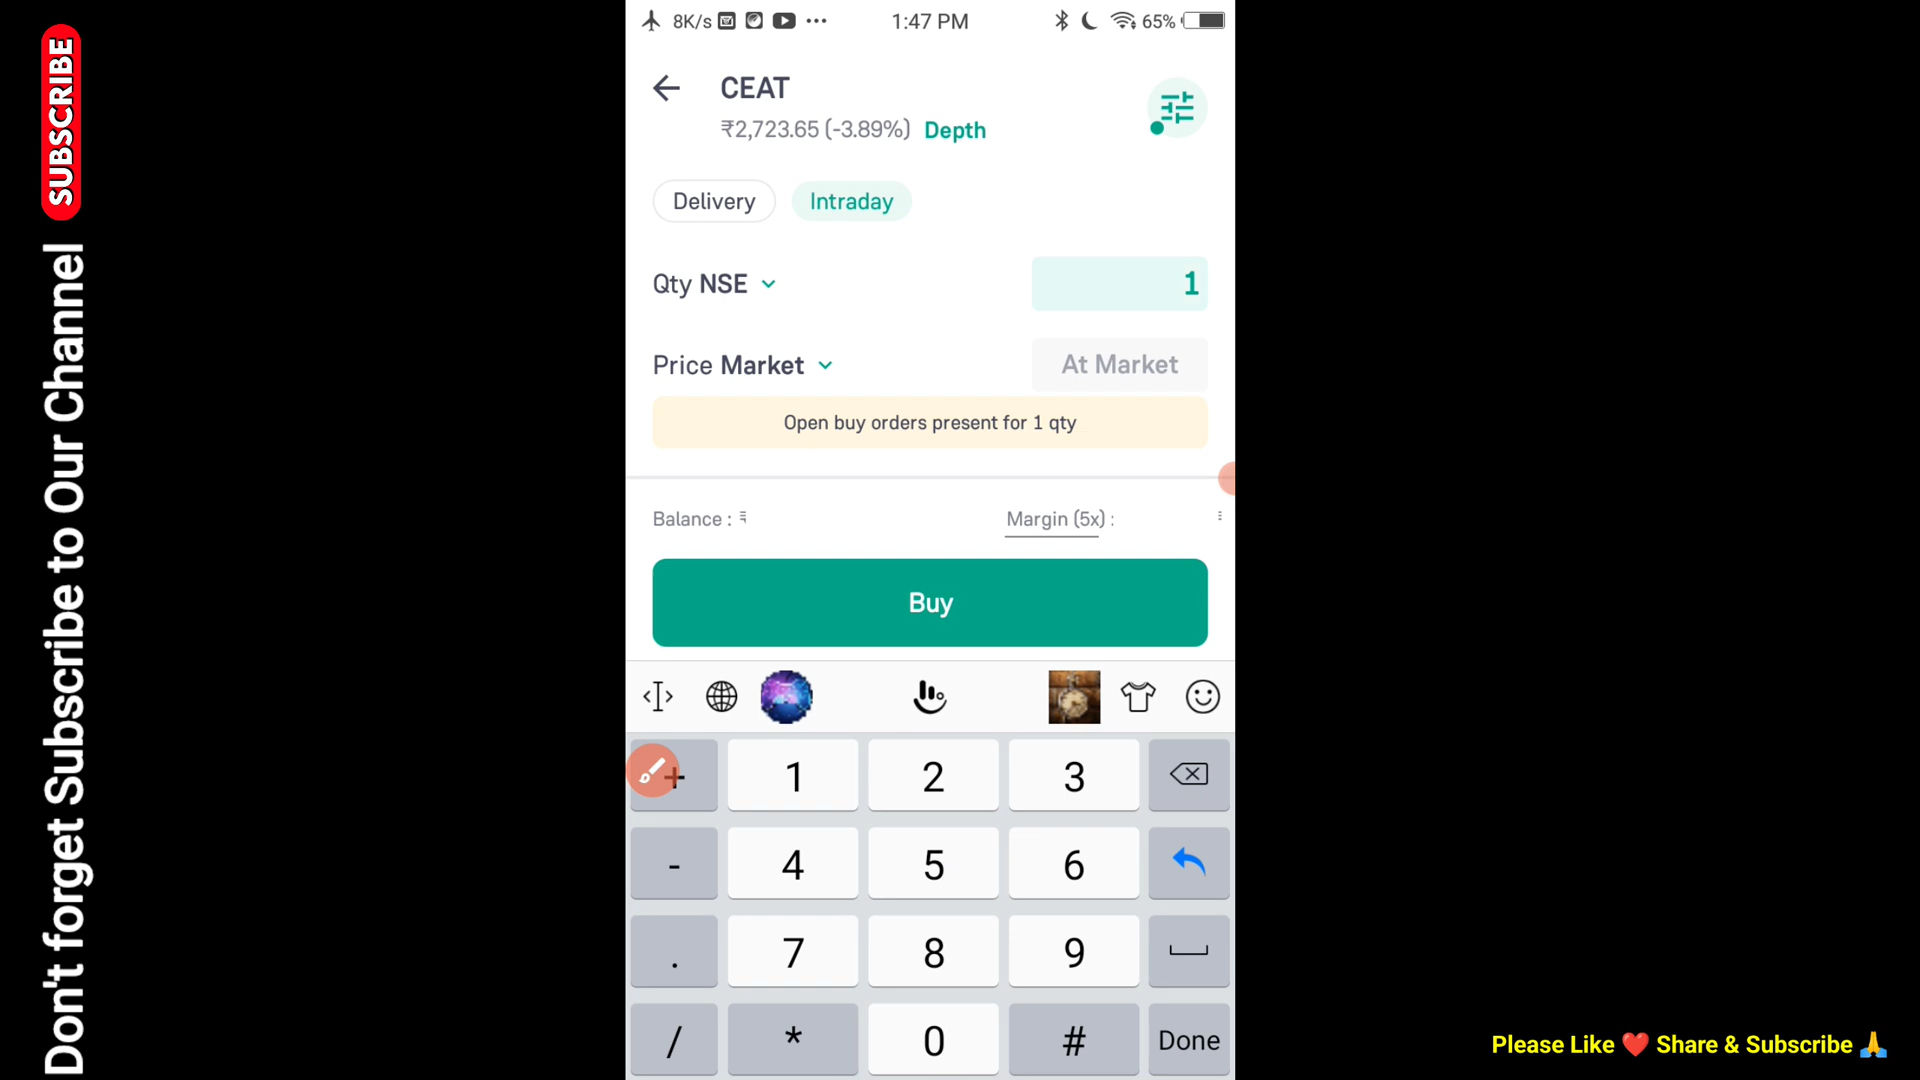 SUBSCRIBE
Don't forget Subscribe to Our Channel
8K/s 1:47 PM 65%
CEAT
₹2,723.65 (-3.89%) Depth
Delivery Intraday
Qty NSE 1
Price Market At Market
Open buy orders present for 1 qty
Balance : Margin (5x) :
Buy
+ 1 2 3
- 4 5 6
. 7 8 9
/ * 0 # Done
Please Like ❤️ Share & Subscribe 🙏